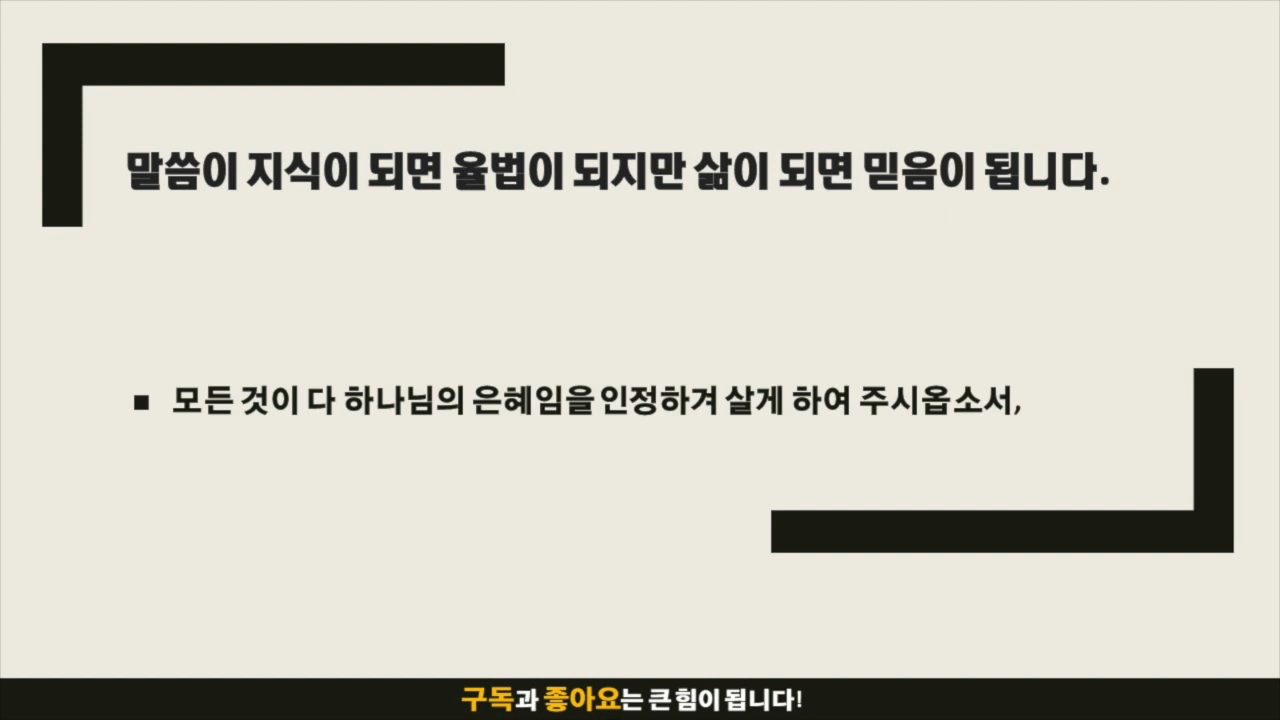 말씀이 지식이 되면 율법이 되지만 삶이 되면 믿음이 됩니다.
▪ 모든 것이 다 하나님의 은혜임을 인정하겨 살게 하여 주시옵소서,
구독과 좋아요는 큰 힘이 됩니다!